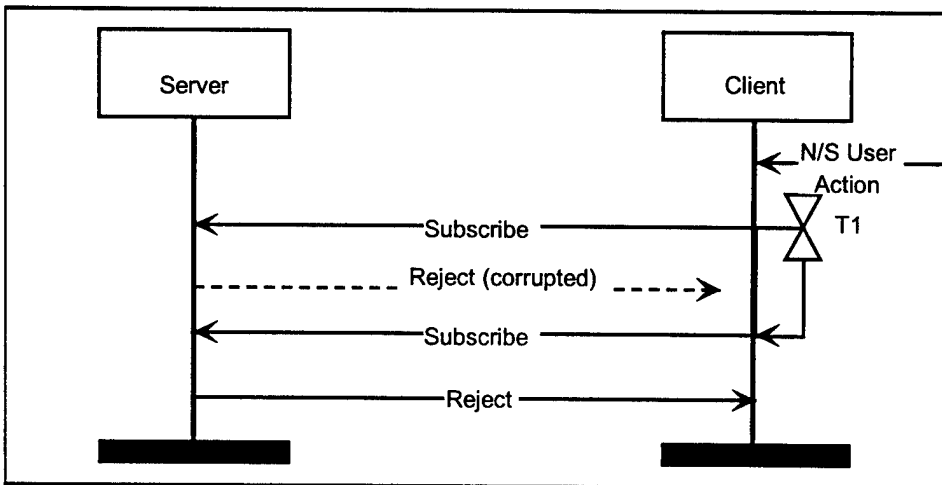 Server
Client
N/S User
Action
T1
Subscribe
Reject (corrupted)
Subscribe
Reject